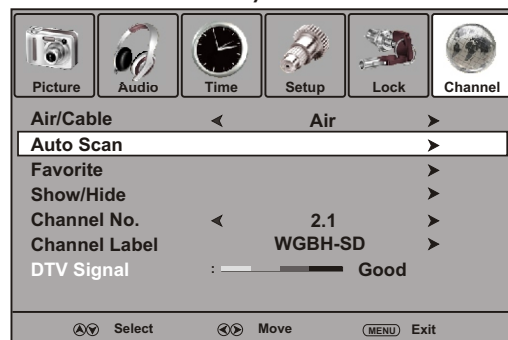 Picture Audio Time Setup Lock Channel
Air/Cable Air
Auto Scan
Favorite
Show/Hide
Channel No. 2.1
Channel Label WGBH-SD
DTV Signal : Good
Select Move MENU Exit